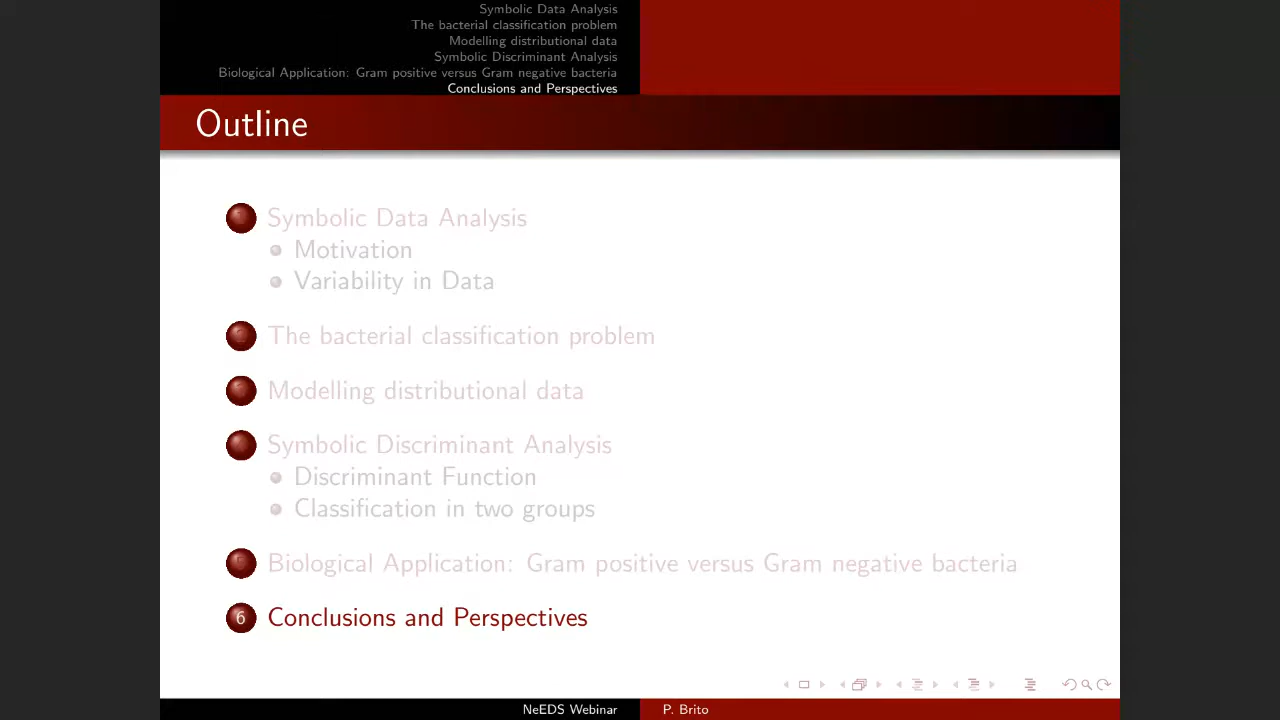 Symbolic Data Analysis
The bacterial classification problem
Modelling distributional data
Symbolic Discriminant Analysis
Biological Application: Gram positive versus Gram negative bacteria
Conclusions and Perspectives
Outline
Symbolic Data Analysis
Motivation
Variability in Data
The bacterial classification problem
Modelling distributional data
Symbolic Discriminant Analysis
Discriminant Function
Classification in two groups
Biological Application: Gram positive versus Gram negative bacteria
6 Conclusions and Perspectives
NeEDS Webinar P. Brito